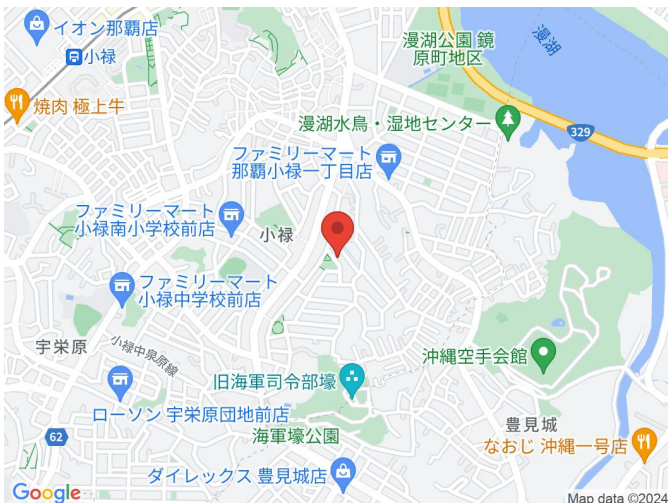 イオン那覇店
小禄
漫湖公園 鏡
原町地区
漫湖
焼肉 極上牛
漫湖水鳥・湿地センター
329
ファミリーマート
那覇小禄一丁目店
ファミリーマート
小禄南小学校前店
小禄
ファミリーマート
小禄中学校前店
宇栄原
小禄中泉原線
沖縄空手会館
旧海軍司令部壕
ローソン 宇栄原団地前店
豊見城
62
海軍壕公園
なおじ 沖縄一号店
ダイレックス 豊見城店
Google
Map data ©2024